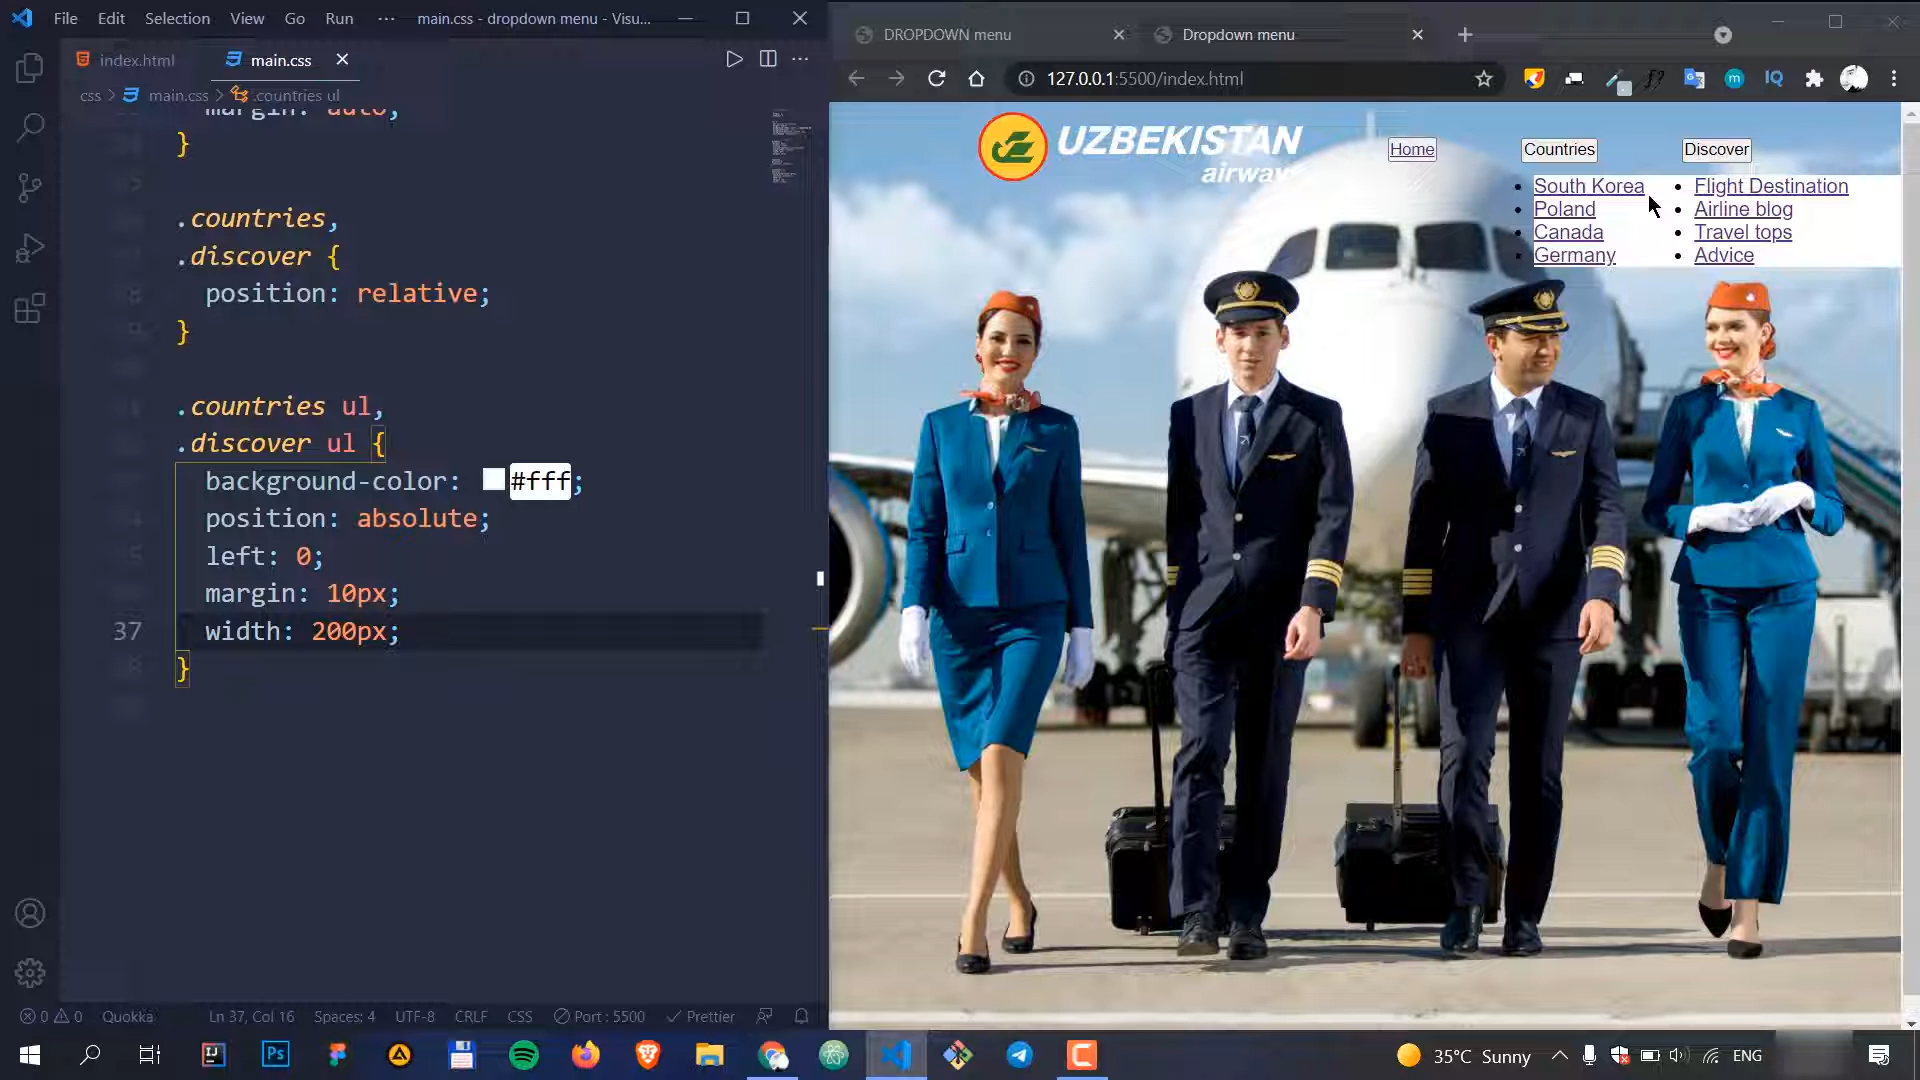 File Edit Selection View Go Run ··· main.css - dropdown menu - Visu...
index.html main.css
css > main.css > .countries ul
margin: auto;
}
.countries,
.discover {
position: relative;
}
.countries ul,
.discover ul {
background-color: #fff;
position: absolute;
left: 0;
margin: 10px;
37 width: 200px;
}
0 0 Quokka Ln 37, Col 16 Spaces: 4 UTF-8 CRLF CSS Port : 5500 Prettier
DROPDOWN menu Dropdown menu
127.0.0.1:5500/index.html
UZBEKISTAN
airways
Home Countries Discover
South Korea
Poland
Canada
Germany
Flight Destination
Airline blog
Travel tops
Advice
35°C Sunny ENG